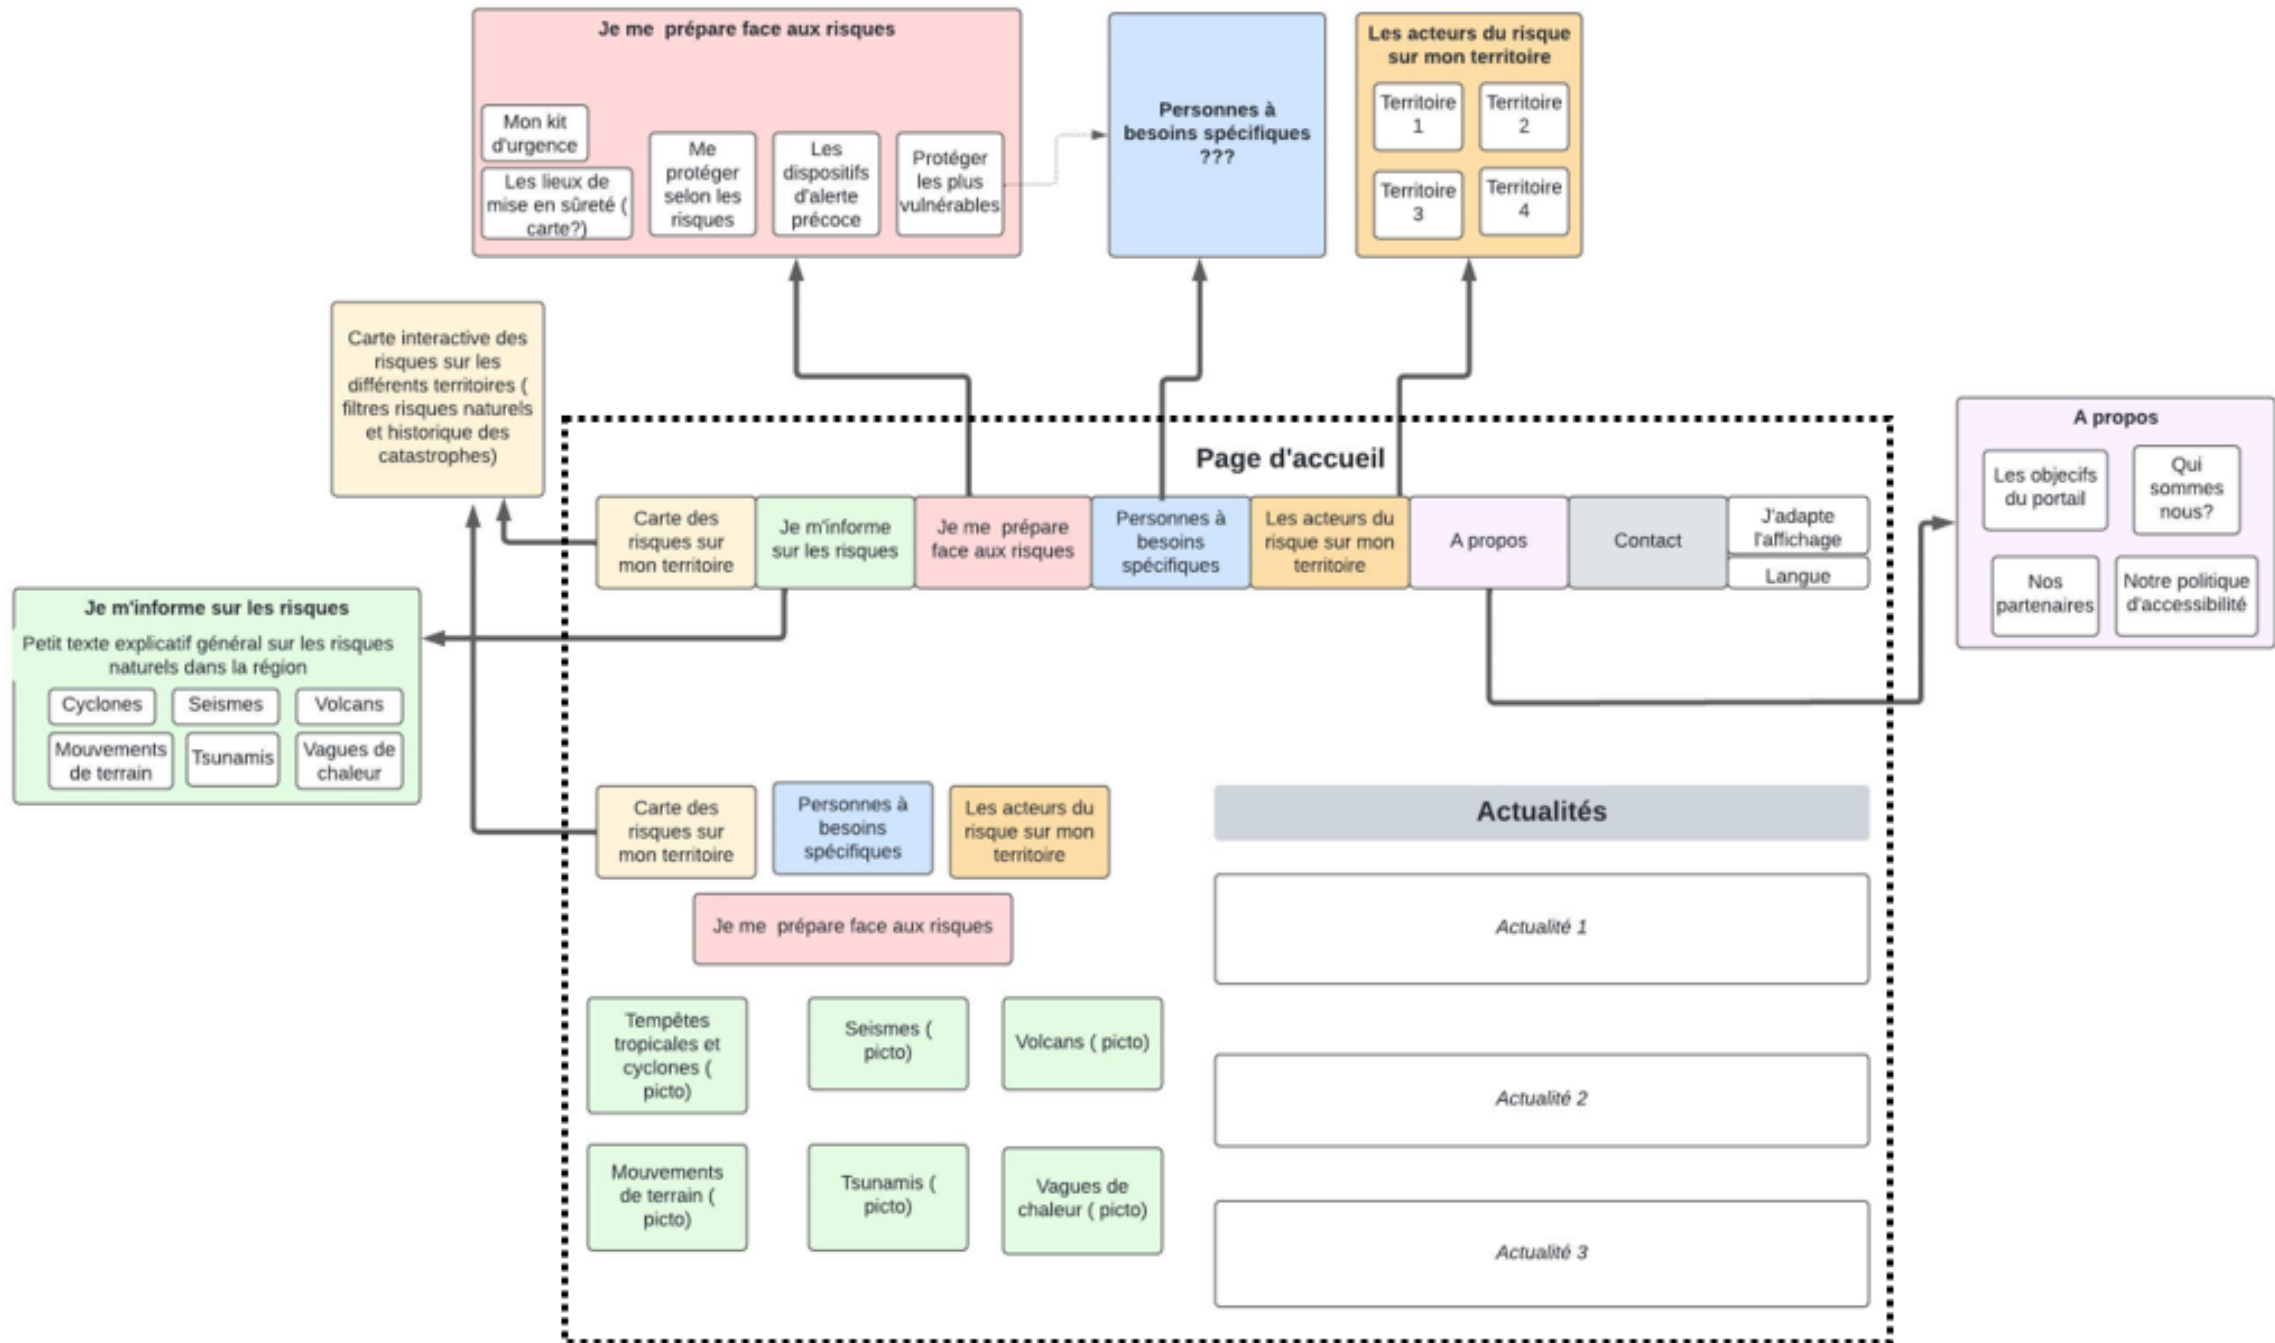 Je me  prépare face aux risques
Mon kit
d'urgence
Les lieux de
mise en sûreté (
carte?)
Me
protéger
selon les
risques
Les
dispositifs
d'alerte
précoce
Protéger
les plus
vulnérables
Personnes à
besoins spécifiques
???
Les acteurs du risque
sur mon territoire
Territoire
1
Territoire
2
Territoire
3
Territoire
4
Carte interactive des
risques sur les
différents territoires (
filtres risques naturels
et historique des
catastrophes)
Page d'accueil
Carte des
risques sur
mon territoire
Je m'informe
sur les risques
Je me  prépare
face aux risques
Personnes à
besoins
spécifiques
Les acteurs du
risque sur mon
territoire
A propos
Contact
J'adapte
l'affichage
Langue
A propos
Les objecifs
du portail
Qui
sommes
nous?
Nos
partenaires
Notre politique
d'accessibilité
Je m'informe sur les risques
Petit texte explicatif général sur les risques
naturels dans la région
Cyclones
Seismes
Volcans
Mouvements
de terrain
Tsunamis
Vagues de
chaleur
Carte des
risques sur
mon territoire
Personnes à
besoins
spécifiques
Les acteurs du
risque sur mon
territoire
Je me  prépare face aux risques
Tempêtes
tropicales et
cyclones (
picto)
Seismes (
picto)
Volcans ( picto)
Mouvements
de terrain (
picto)
Tsunamis (
picto)
Vagues de
chaleur ( picto)
Actualités
Actualité 1
Actualité 2
Actualité 3